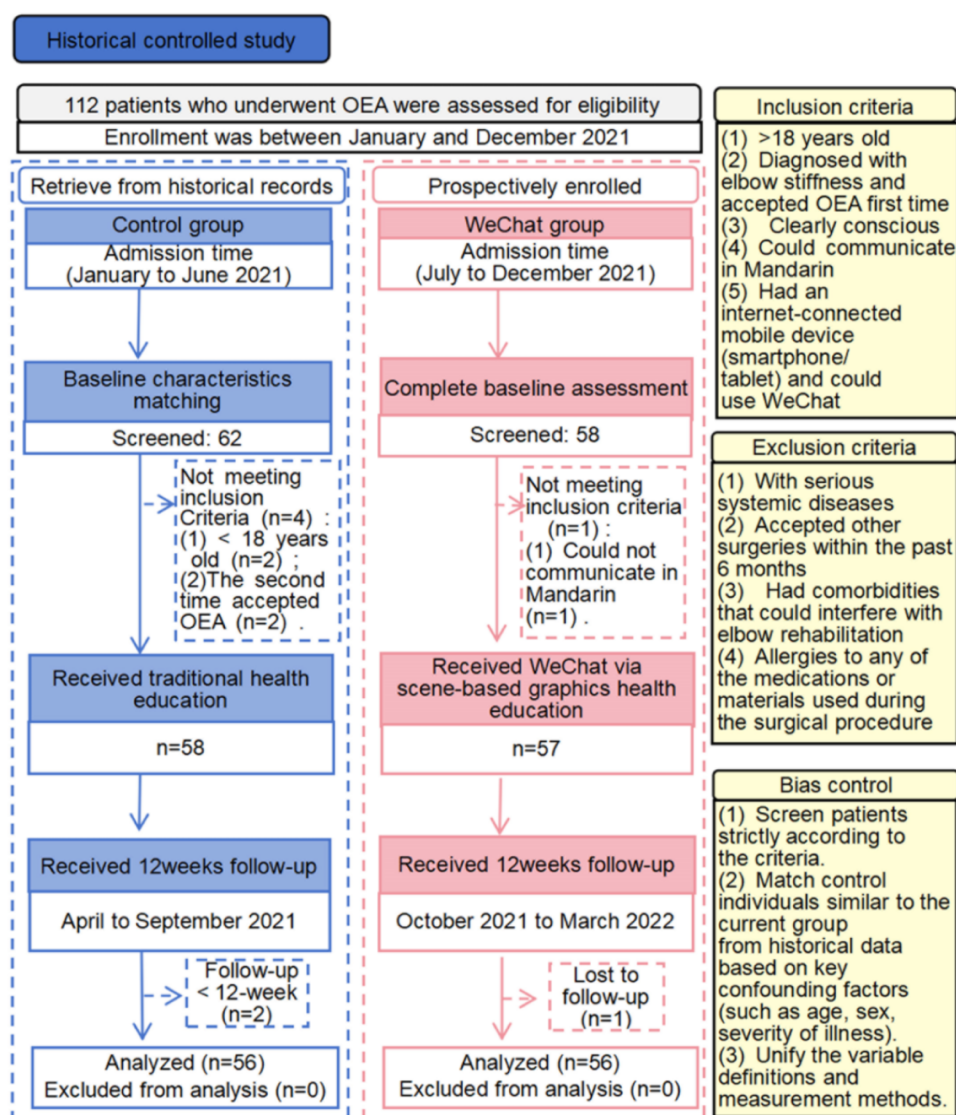 Historical controlled study
112 patients who underwent OEA were assessed for eligibility
Enrollment was between January and December 2021
Retrieve from historical records
Control group
Admission time
(January to June 2021)
Baseline characteristics
matching
Screened: 62
Not meeting
inclusion
Criteria (n=4) :
(1) < 18 years
old (n=2) ;
(2)The second
time accepted
OEA (n=2) .
Received traditional health
education
n=58
Received 12weeks follow-up
April to September 2021
Follow-up
< 12-week
(n=2)
Analyzed (n=56)
Excluded from analysis (n=0)
Prospectively enrolled
WeChat group
Admission time
(July to December 2021)
Complete baseline assessment
Screened: 58
Not meeting
inclusion criteria
(n=1) :
(1) Could not
communicate in
Mandarin
(n=1) .
Received WeChat via
scene-based graphics health
education
n=57
Received 12weeks follow-up
October 2021 to March 2022
Lost to
follow-up
(n=1)
Analyzed (n=56)
Excluded from analysis (n=0)
Inclusion criteria
(1) >18 years old
(2) Diagnosed with
elbow stiffness and
accepted OEA first time
(3) Clearly conscious
(4) Could communicate
in Mandarin
(5) Had an
internet-connected
mobile device
(smartphone/
tablet) and could
use WeChat
Exclusion criteria
(1) With serious
systemic diseases
(2) Accepted other
surgeries within the past
6 months
(3) Had comorbidities
that could interfere with
elbow rehabilitation
(4) Allergies to any of
the medications or
materials used during
the surgical procedure
Bias control
(1) Screen patients
strictly according to
the criteria.
(2) Match control
individuals similar to the
current group
from historical data
based on key
confounding factors
(such as age, sex,
severity of illness).
(3) Unify the variable
definitions and
measurement methods.